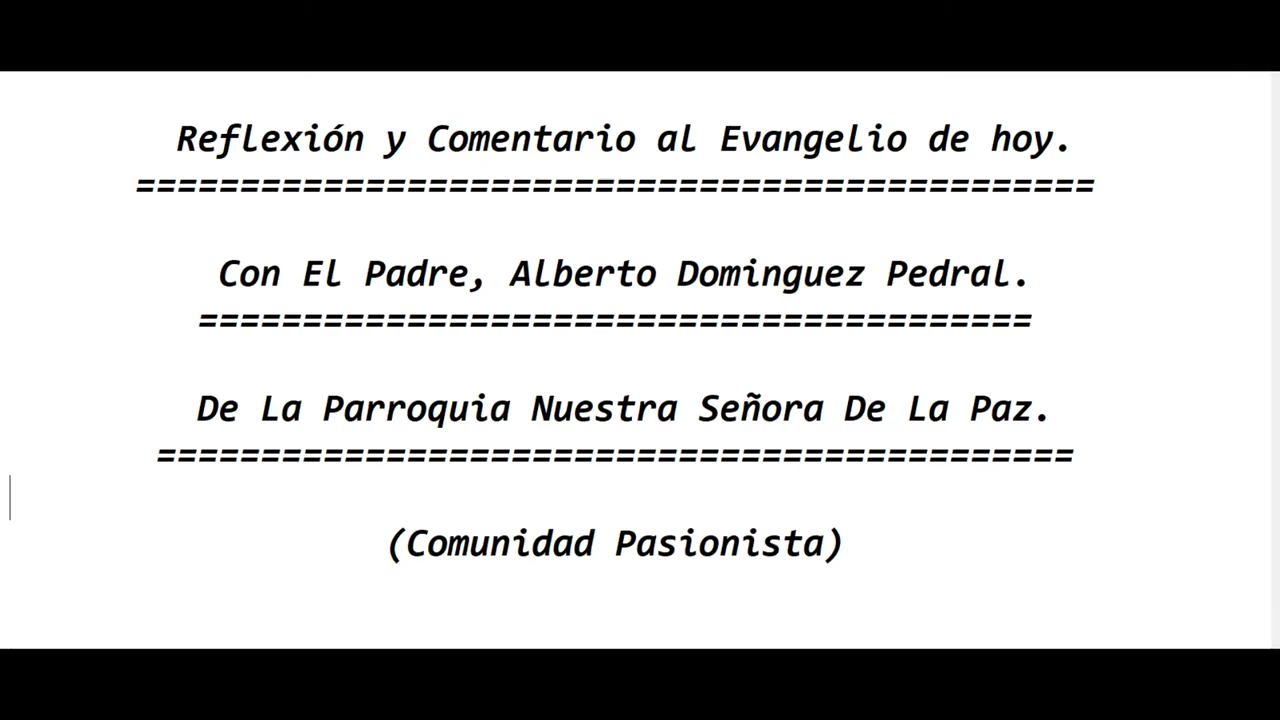 Reflexión y Comentario al Evangelio de hoy.
==============================================
Con El Padre, Alberto Dominguez Pedral.
========================================
De La Parroquia Nuestra Señora De La Paz.
============================================
(Comunidad Pasionista)